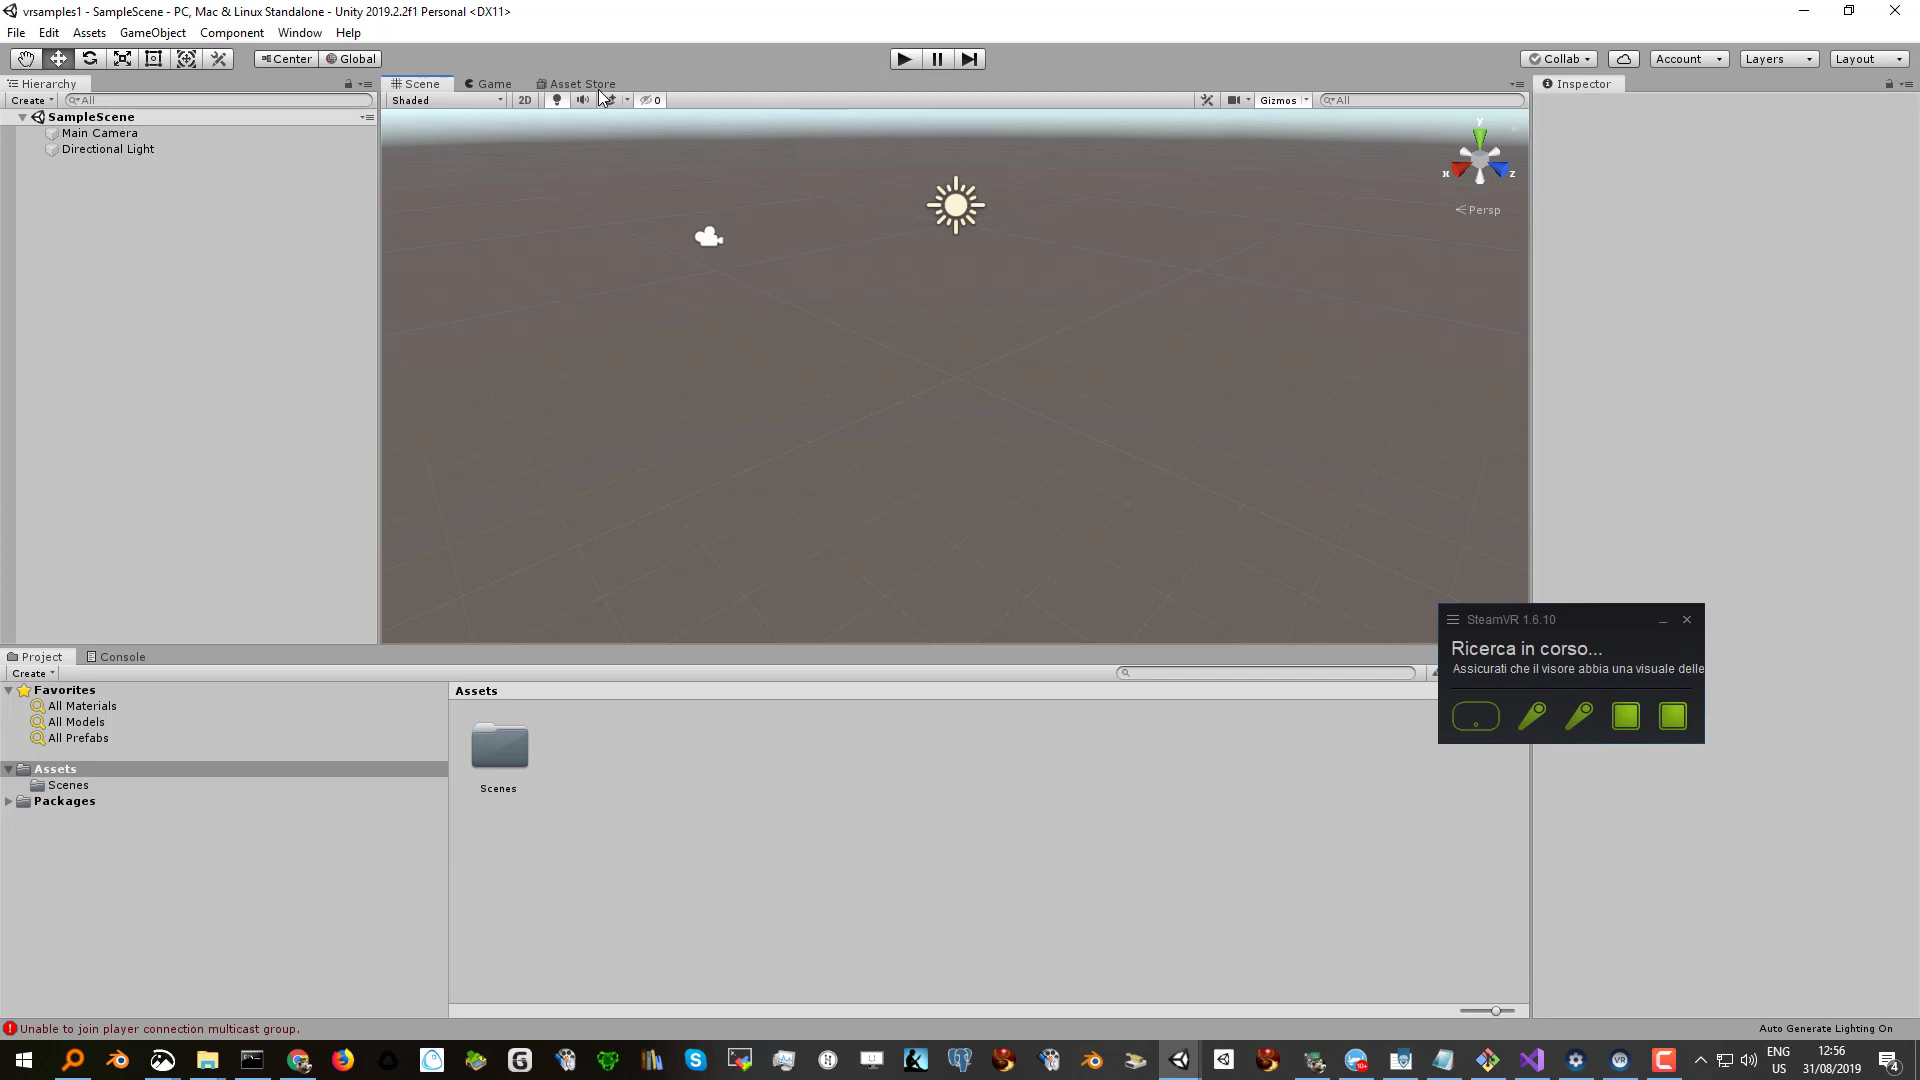 vrsamples1 - SampleScene - PC, Mac & Linux Standalone - Unity 2019.2.2f1 Personal <DX11>
File Edit Assets GameObject Component Window Help
Center Global Collab Account Layers Layout
Hierarchy Scene Game Asset Store Inspector
Create All Shaded 2D 0 Gizmos All
SampleScene
Main Camera
Directional Light
y
x z
Persp
SteamVR 1.6.10
Ricerca in corso...
Assicurati che il visore abbia una visuale delle
Project Console
Create
Favorites
Assets
All Materials
All Models
All Prefabs
Assets
Scenes
Packages
Scenes
Unable to join player connection multicast group.
Auto Generate Lighting On
ENG
US
12:56
31/08/2019
4